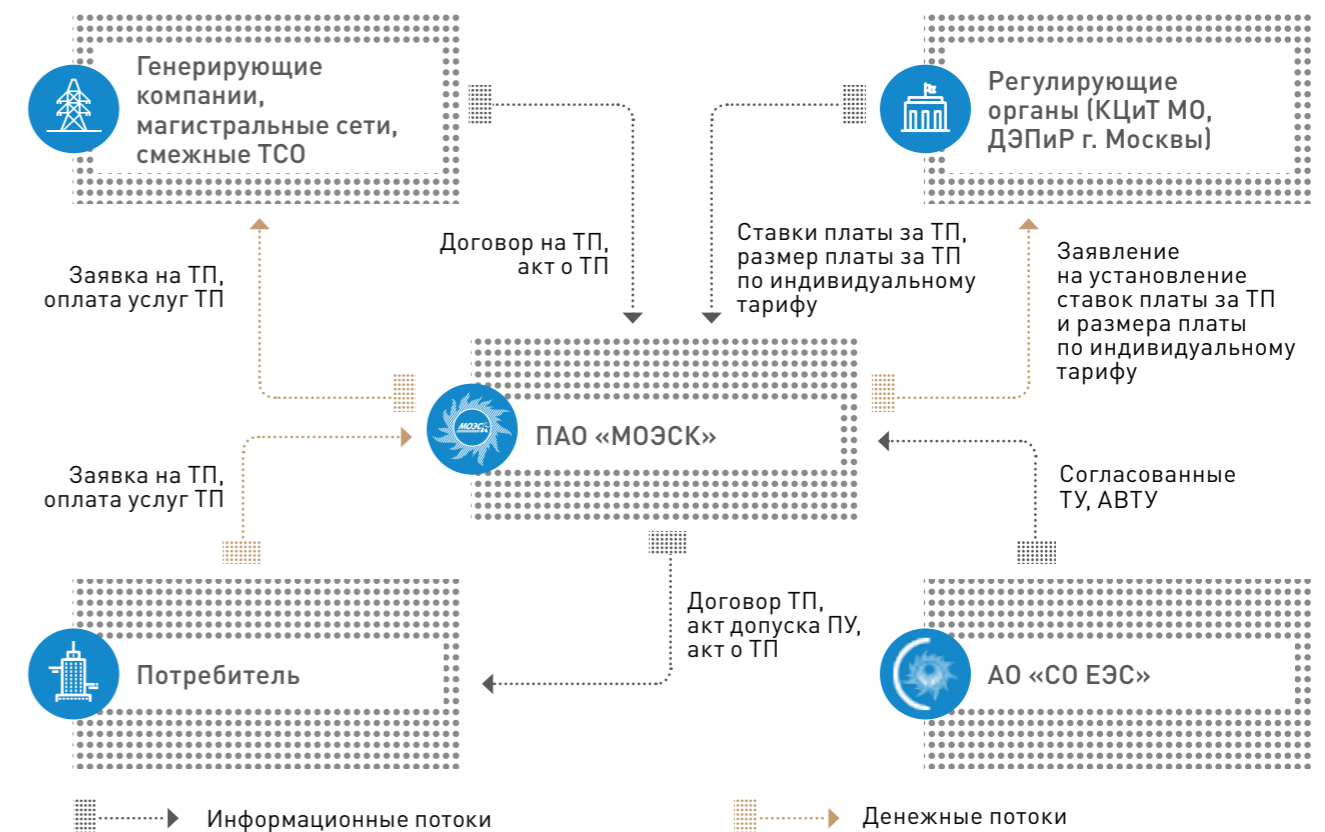 Генерирующие
компании,
магистральные сети,
смежные ТСО
Регулирующие
органы (КЦиТ МО,
ДЭПиР г. Москвы)
Заявка на ТП,
оплата услуг ТП
Договор на ТП,
акт о ТП
Ставки платы за ТП,
размер платы за ТП
по индивидуальному
тарифу
Заявление
на установление
ставок платы за ТП
и размера платы
по индивидуальному
тарифу
МОЭСК
ПАО «МОЭСК»
Заявка на ТП,
оплата услуг ТП
Согласованные
ТУ, АВТУ
Договор ТП,
акт допуска ПУ,
акт о ТП
Потребитель
АО «СО ЕЭС»
Информационные потоки
Денежные потоки